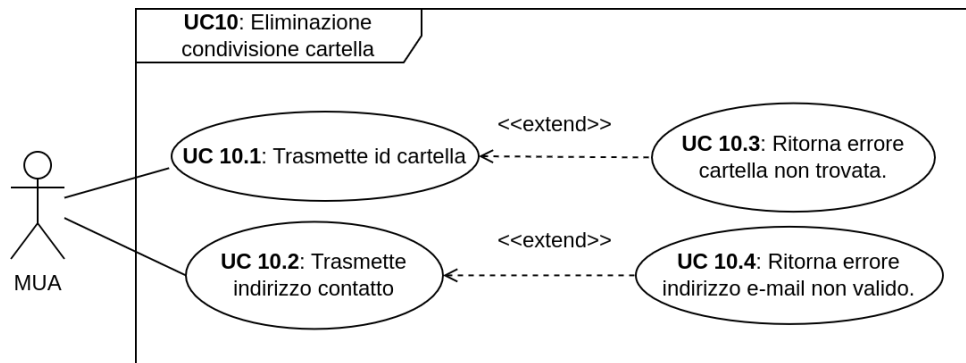 UC10: Eliminazione
condivisione cartella
<<extend>>
UC 10.1: Trasmette id cartella
UC 10.3: Ritorna errore
cartella non trovata.
MUA
<<extend>>
UC 10.2: Trasmette
indirizzo contatto
UC 10.4: Ritorna errore
indirizzo e-mail non valido.